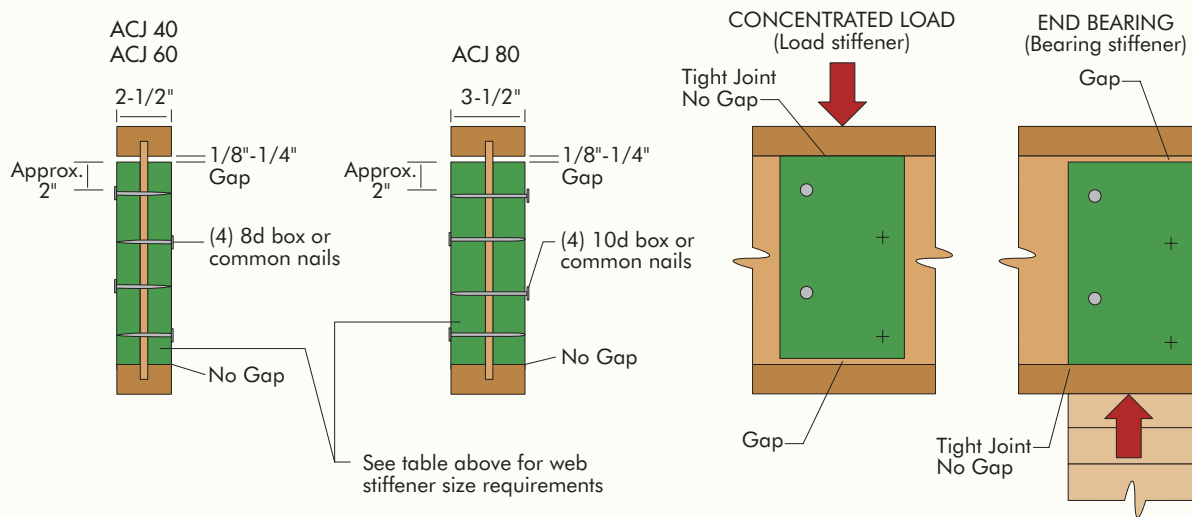 ACJ 40
ACJ 60
2-1/2"
Approx.
2"
1/8"-1/4"
Gap
(4) 8d box or
common nails
No Gap
ACJ 80
3-1/2"
Approx.
2"
1/8"-1/4"
Gap
(4) 10d box or
common nails
No Gap
See table above for web
stiffener size requirements
CONCENTRATED LOAD
(Load stiffener)
Tight Joint
No Gap
Gap
END BEARING
(Bearing stiffener)
Gap
Tight Joint
No Gap